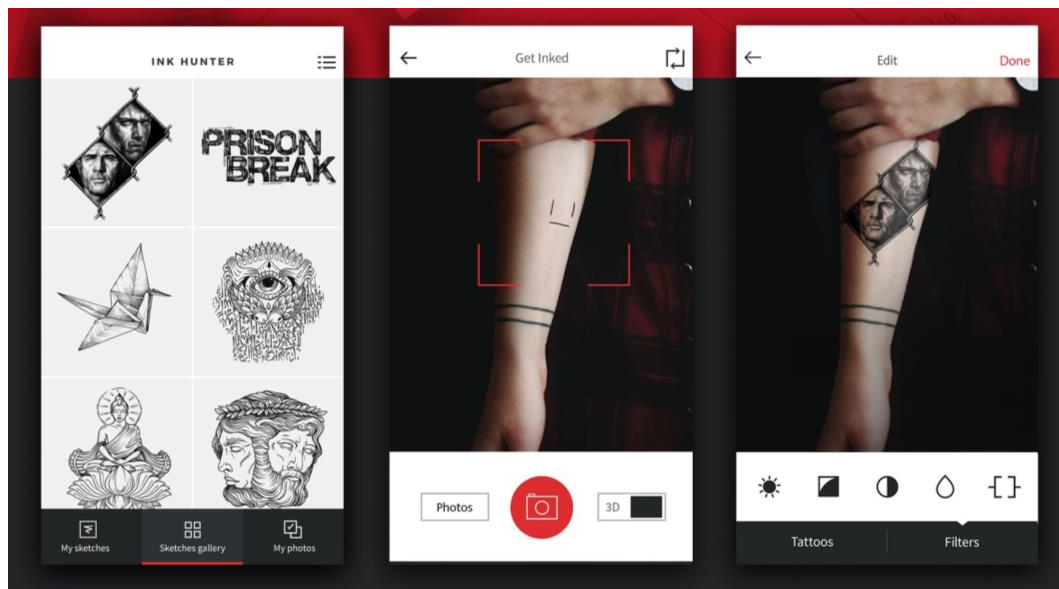 INK HUNTER
PRISON
BREAK
My sketches
Sketches gallery
My photos
Get Inked
Photos
3D
Edit
Done
Tattoos
Filters